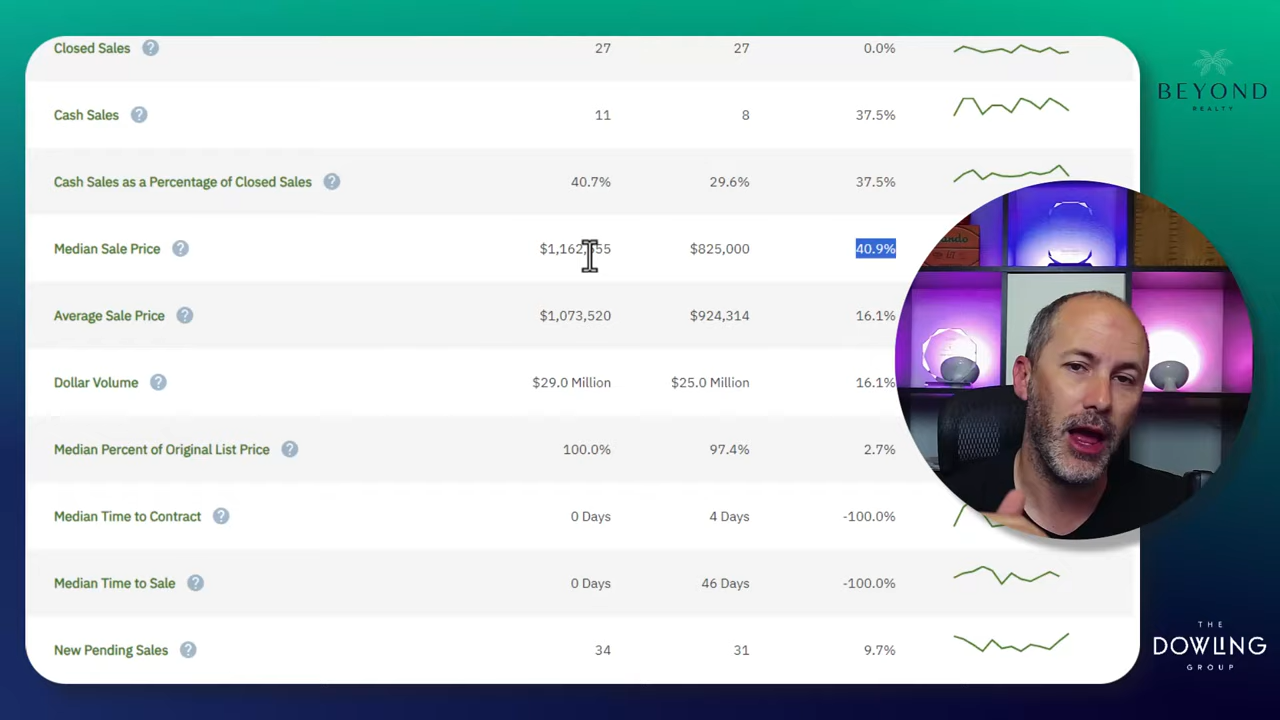 Closed Sales ? 27 27 0.0%
Cash Sales ? 11 8 37.5%
Cash Sales as a Percentage of Closed Sales ? 40.7% 29.6% 37.5%
Median Sale Price ? 40.9% $825,000
Average Sale Price ? $1,073,520 $924,314 16.1%
Dollar Volume ? $29.0 Million $25.0 Million 16.1%
Median Percent of Original List Price ? 100.0% 97.4% 2.7%
Median Time to Contract ? 0 Days 4 Days -100.0%
Median Time to Sale ? 0 Days 46 Days -100.0%
New Pending Sales ? 34 31 9.7%
BEYOND
REALTY
THE
DOWLING
GROUP